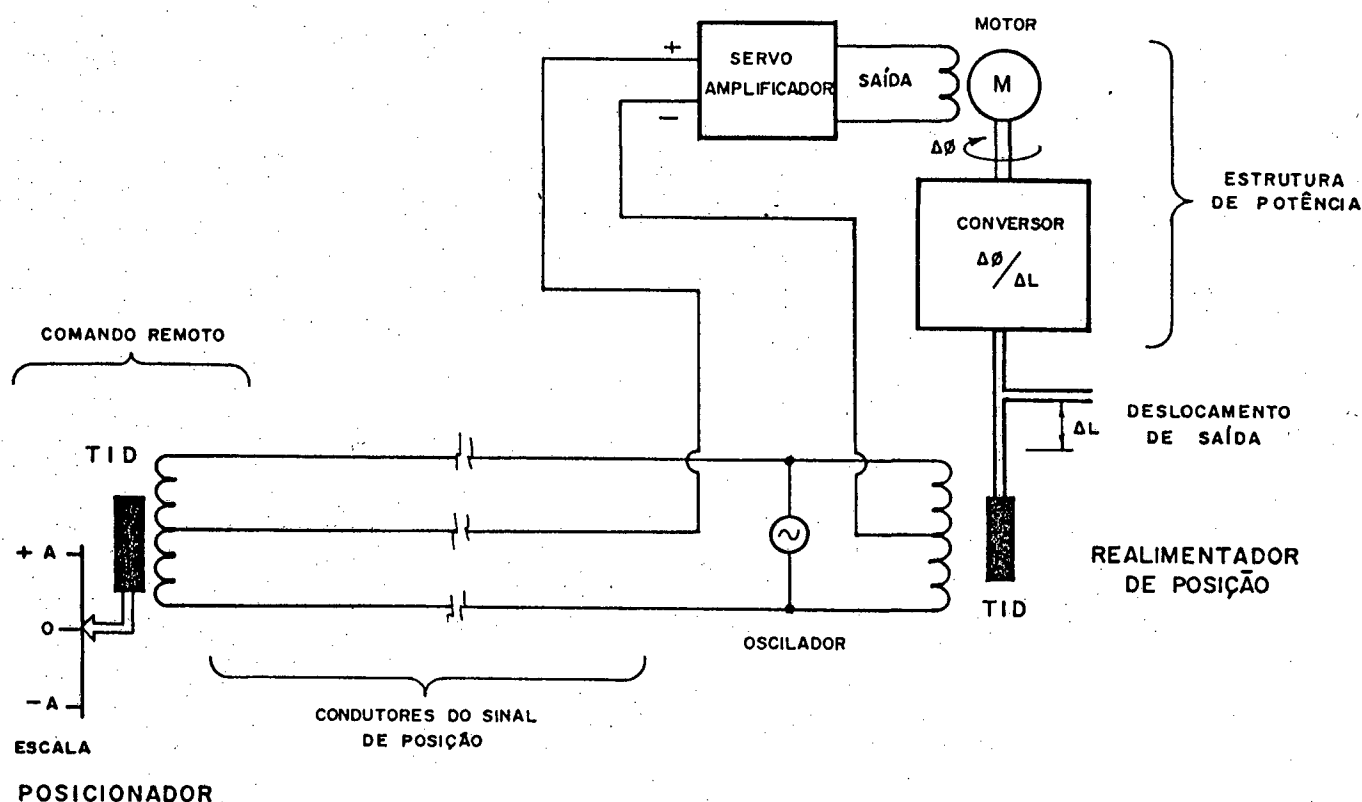 MOTOR
SERVO
AMPLIFICADOR
SAÍDA
+
−
M
Δø
ESTRUTURA
DE POTÊNCIA
CONVERSOR
Δø/ΔL
COMANDO REMOTO
DESLOCAMENTO
DE SAÍDA
ΔL
TID
+ A
O
− A
ESCALA
POSICIONADOR
CONDUTORES DO SINAL
DE POSIÇÃO
OSCILADOR
TID
REALIMENTADOR
DE POSIÇÃO